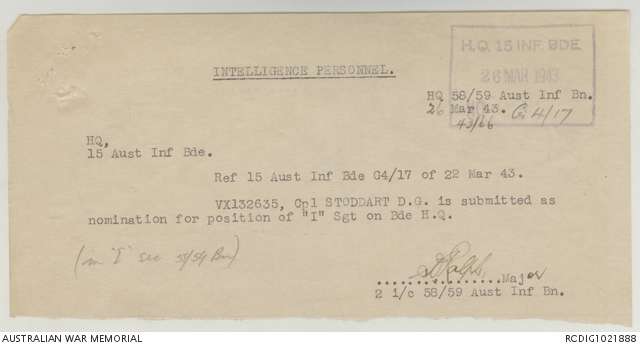 H.Q. 15 INF. BDE
26 MAR 1943
INTELLIGENCE PERSONNEL.
HQ 58/59 Aust Inf Bn.
26 Mar 43. G4/17
43/66
HQ,
15 Aust Inf Bde.
Ref 15 Aust Inf Bde G4/17 of 22 Mar 43.
VX132635, Cpl STODDART D.G. is submitted as
nomination for position of "I" Sgt on Bde H.Q.
(in "I" sec 58/59 Bn)
................Major
2 i/c 58/59 Aust Inf Bn.
AUSTRALIAN WAR MEMORIAL
RCDIG1021888